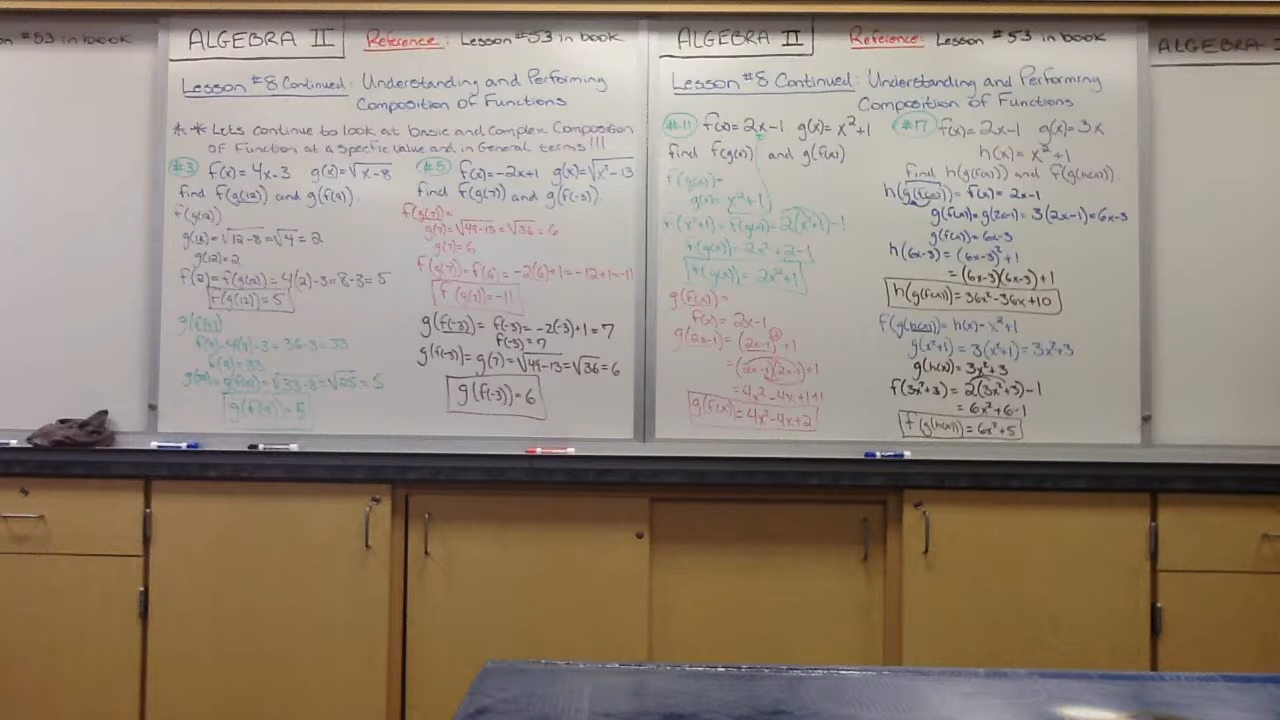 n #53 in book
ALGEBRA II
Reference: Lesson #53 in book
Lesson #8 Continued: Understanding and Performing
Composition of Functions
** Lets continue to look at basic and complex Composition
of Function at a specific value and in General terms!!!
#3 f(x)=4x-3 g(x)=√x-8
find f(g(12)) and g(f(9)).
f(g(12))
g(12)=√12-8=√4=2
g(12)=2
f(2)=f(g(12))=4(2)-3=8-3=5
f(g(12))=5
g(f(9))
f(9)=4(9)-3=36-3=33
f(9)=33
g(33)=g(f(9))=√33-8=√25=5
g(f(9))=5
#5 f(x)=-2x+1 g(x)=√x²-13
find f(g(7)) and g(f(-3)).
f(g(7))=
g(7)=√49-13=√36=6
g(7)=6
f(g(7))=f(6)=-2(6)+1=-12+1=-11
f(g(7))=-11
g(f(-3))= f(-3)=-2(-3)+1=7
f(-3)=7
g(f(-3))=g(7)=√49-13=√36=6
g(f(-3))=6
ALGEBRA II
Reference: Lesson #53 in book
Lesson #8 Continued: Understanding and Performing
Composition of Functions
#11 f(x)=2x-1 g(x)=x²+1
find f(g(x)) and g(f(x))
f(g(x))=
g(x)=x²+1
f(x²+1)=f(g(x))=2(x²+1)-1
f(g(x))=2x²+2-1
f(g(x))=2x²+1
g(f(x))=
f(x)=2x-1
g(2x-1)=(2x-1)²+1
=(2x-1)(2x-1)+1
=4x²-4x+1+1
g(f(x))=4x²-4x+2
#17 f(x)=2x-1 g(x)=3x
h(x)=x²+1
find h(g(f(x))) and f(g(h(x))).
h(g(f(x)))=f(x)=2x-1
g(f(x))=g(2x-1)=3(2x-1)=6x-3
g(f(x))=6x-3
h(6x-3)=(6x-3)²+1
=(6x-3)(6x-3)+1
h(g(f(x)))=36x²-36x+10
f(g(h(x)))=h(x)=x²+1
g(x²+1)=3(x²+1)=3x²+3
g(h(x))=3x²+3
f(3x²+3)=2(3x²+3)-1
=6x²+6-1
f(g(h(x)))=6x²+5
ALGEBRA I